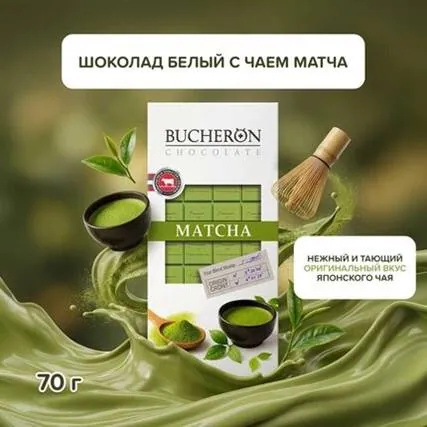 ШОКОЛАД БЕЛЫЙ С ЧАЕМ МАТЧА
BUCHERON
CHOCOLATE
MATCHA
НЕЖНЫЙ И ТАЮЩИЙ
ОРИГИНАЛЬНЫЙ ВКУС
ЯПОНСКОГО ЧАЯ
70 г